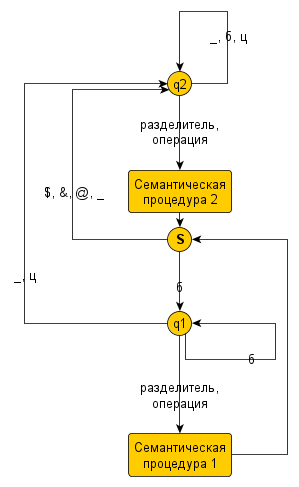 _, б, ц
q2
разделитель,
операция
Семантическая
процедура 2
$, &, @, _
S
_, ц
б
q1
б
разделитель,
операция
Семантическая
процедура 1